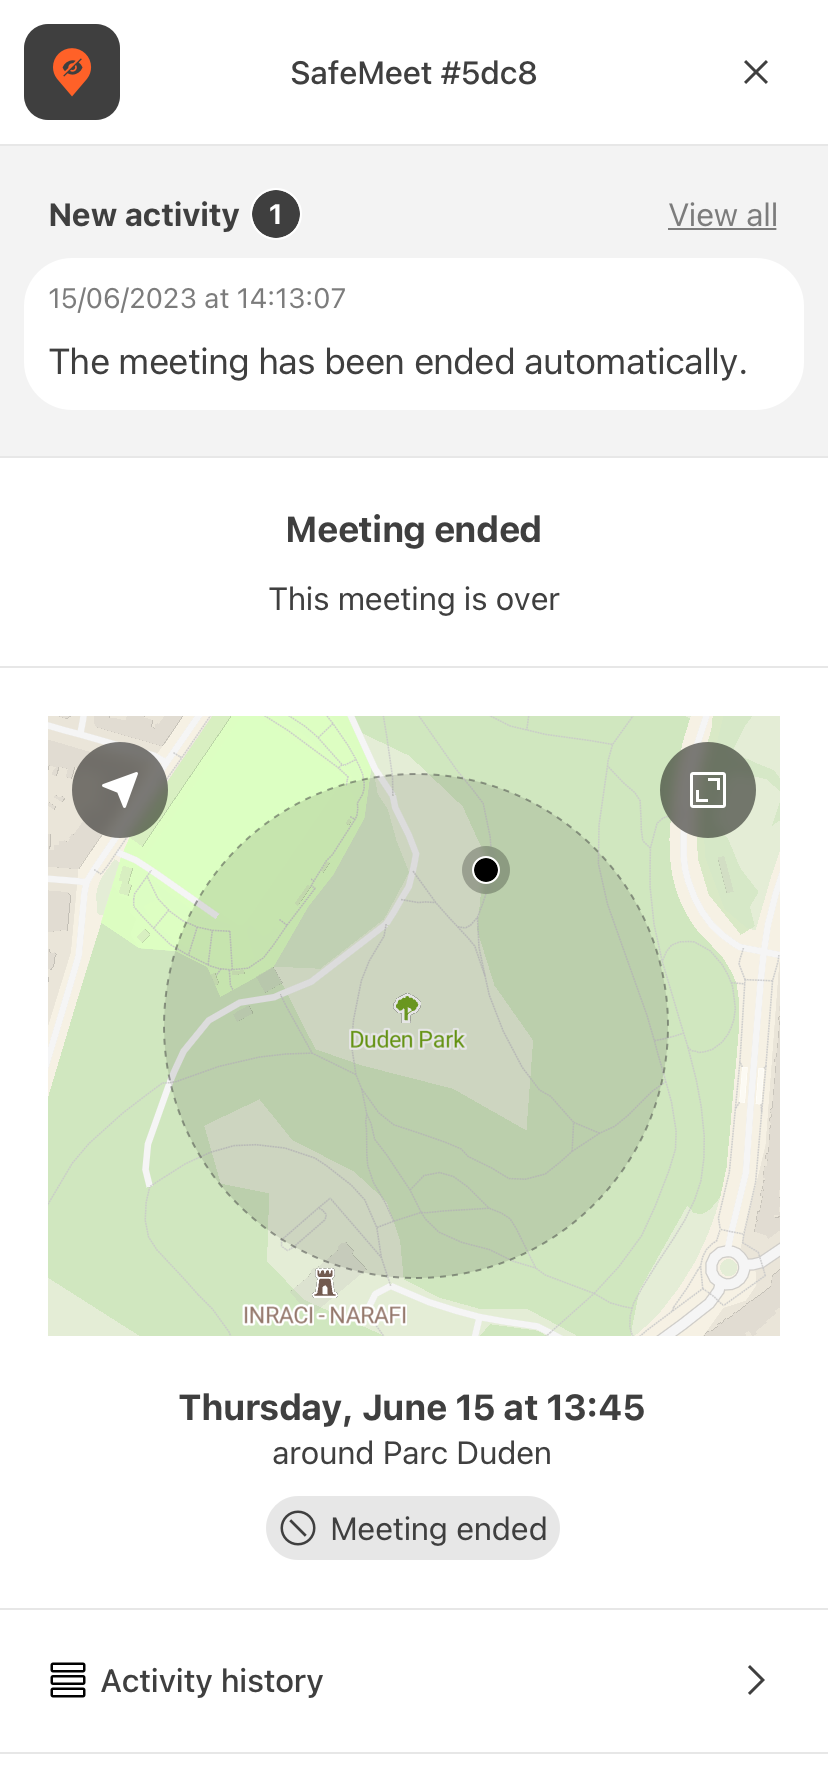 SafeMeet #5dc8
New activity 1
View all
15/06/2023 at 14:13:07
The meeting has been ended automatically.
Meeting ended
This meeting is over
Duden Park
INRACI - NARAFI
Thursday, June 15 at 13:45
around Parc Duden
Meeting ended
Activity history